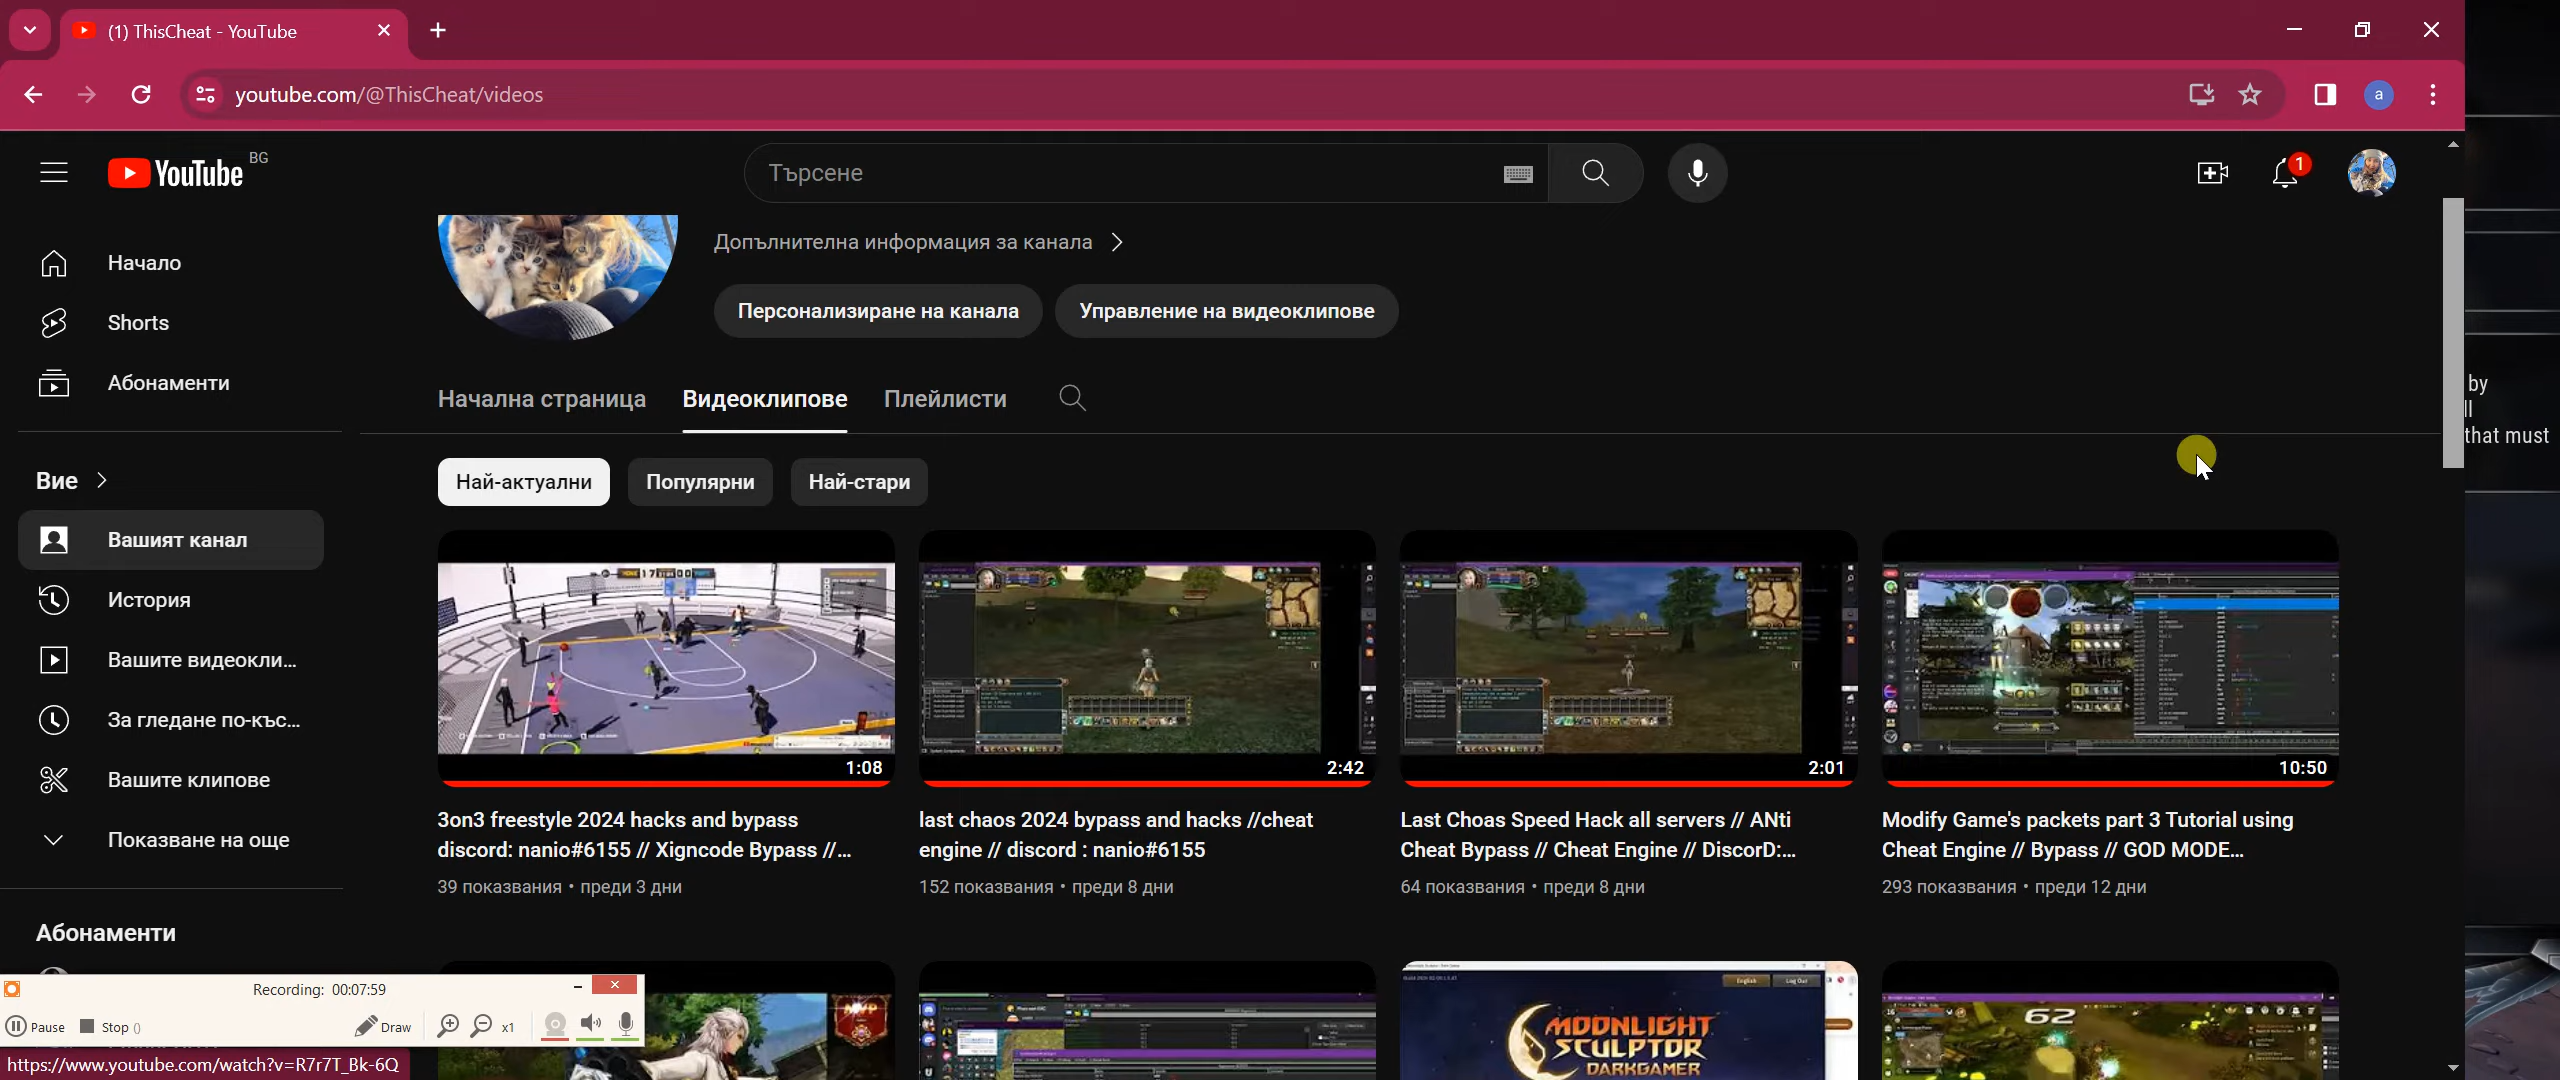 (1) ThisCheat - YouTube
youtube.com/@ThisCheat/videos
a
YouTube BG
Търсене
1
Начало
Shorts
Абонаменти
Вие
Вашият канал
История
Вашите видеокли...
За гледане по-къс...
Вашите клипове
Показване на още
Абонаменти
Допълнителна информация за канала
Персонализиране на канала
Управление на видеоклипове
Начална страница
Видеоклипове
Плейлисти
Най-актуални
Популярни
Най-стари
by
that must
1:08
3on3 freestyle 2024 hacks and bypass
discord: nanio#6155 // Xigncode Bypass //...
39 показвания • преди 3 дни
2:42
last chaos 2024 bypass and hacks //cheat
engine // discord : nanio#6155
152 показвания • преди 8 дни
2:01
Last Choas Speed Hack all servers // ANti
Cheat Bypass // Cheat Engine // DiscorD:...
64 показвания • преди 8 дни
10:50
Modify Game's packets part 3 Tutorial using
Cheat Engine // Bypass // GOD MODE...
293 показвания • преди 12 дни
MVP
English
Log Out
MOONLIGHT
SCULPTOR
DARKGAMER
62
Recording: 00:07:59
Pause
Stop ()
Draw
x1
https://www.youtube.com/watch?v=R7r7T_Bk-6Q